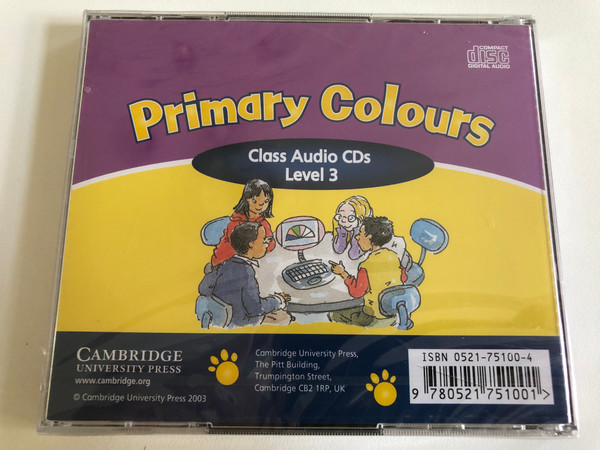 COMPACT
disc
DIGITAL AUDIO
Primary Colours
Class Audio CDs
Level 3
CAMBRIDGE
UNIVERSITY PRESS
www.cambridge.org
© Cambridge University Press 2003
Cambridge University Press,
The Pitt Building,
Trumpington Street,
Cambridge CB2 1RP, UK
ISBN 0521-75100-4
9 780521 751001 >